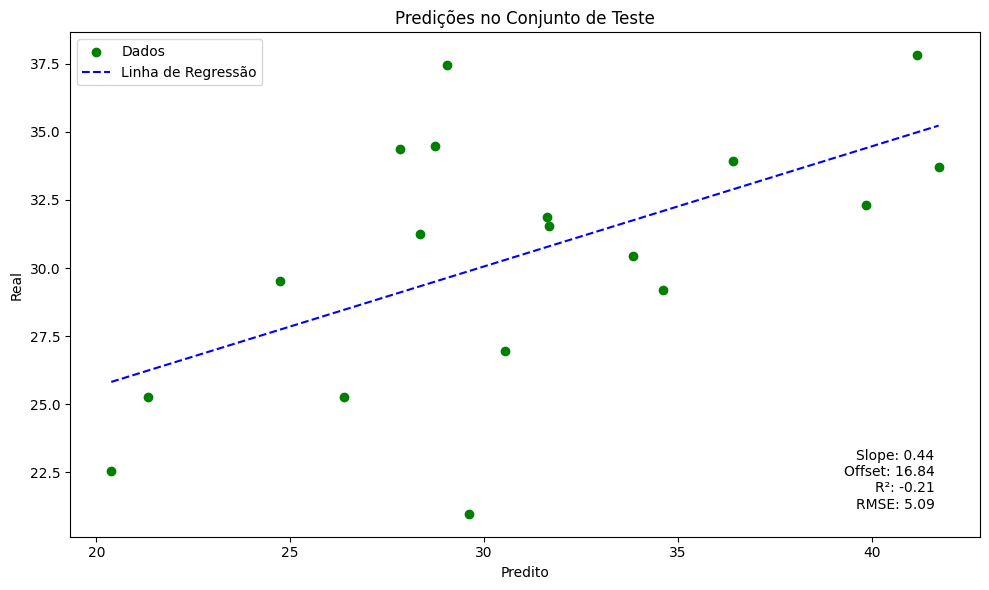 Predições no Conjunto de Teste
Dados
Linha de Regressão
37.5
35.0
32.5
30.0
27.5
25.0
22.5
Real
Slope: 0.44
Offset: 16.84
R²: -0.21
RMSE: 5.09
20
25
30
35
40
Predito